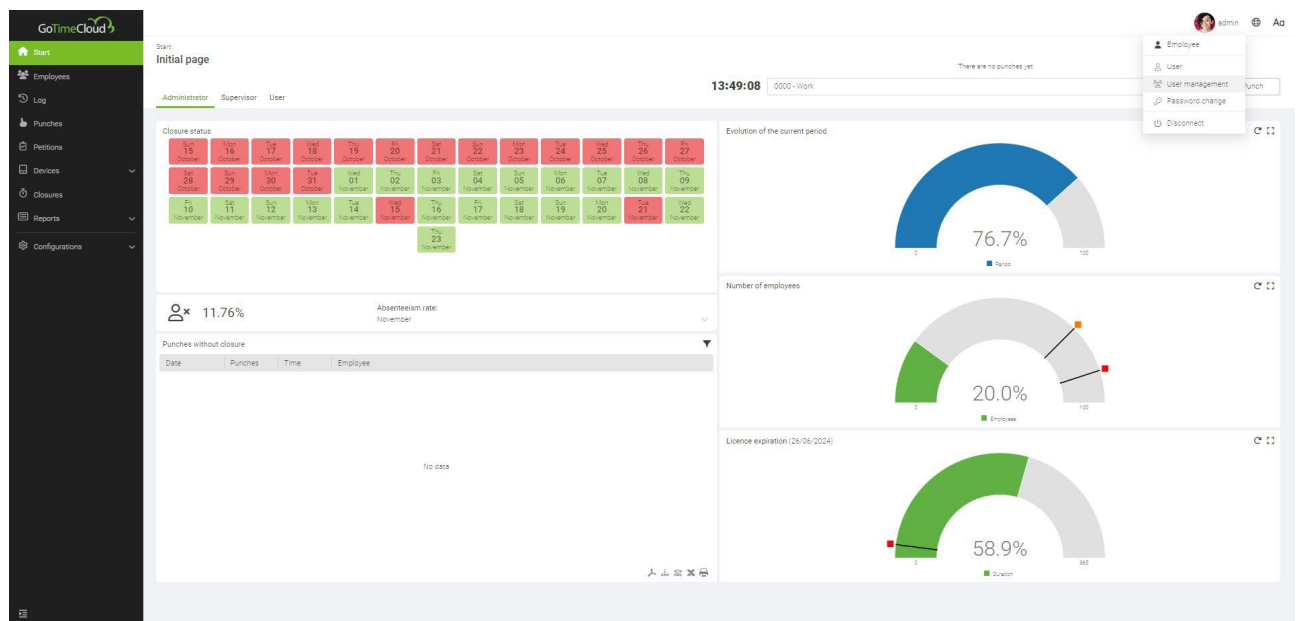 GoTimeCloud
admin
Aa
Start
Employees
Log
Punches
Petitions
Devices
Closures
Reports
Configurations
Start
Initial page
There are no punches yet
13:49:08
0000 - Work
Punch
Administrator Supervisor User
Employee
User
User management
Password change
Disconnect
Closure status
Sun Mon Tue Wed Thu Fri Sat Sun Mon Tue Wed Thu Fri
15 16 17 18 19 20 21 22 23 24 25 26 27
October October October October October October October October October October October October October
Sat Sun Mon Tue Wed Thu Fri Sat Sun Mon Tue Wed Thu
28 29 30 31 01 02 03 04 05 06 07 08 09
October October October October November November November November November November November November November
Fri Sat Sun Mon Tue Wed Thu Fri Sat Sun Mon Tue Wed
10 11 12 13 14 15 16 17 18 19 20 21 22
November November November November November November November November November November November November November
Thu
23
November
11.76%
Absenteeism rate:
November
Punches without closure
Date Punches Time Employee
No data
Evolution of the current period
76.7%
0 100
Period
Number of employees
20.0%
0 100
Employees
Licence expiration (26/06/2024)
58.9%
0 365
Duration